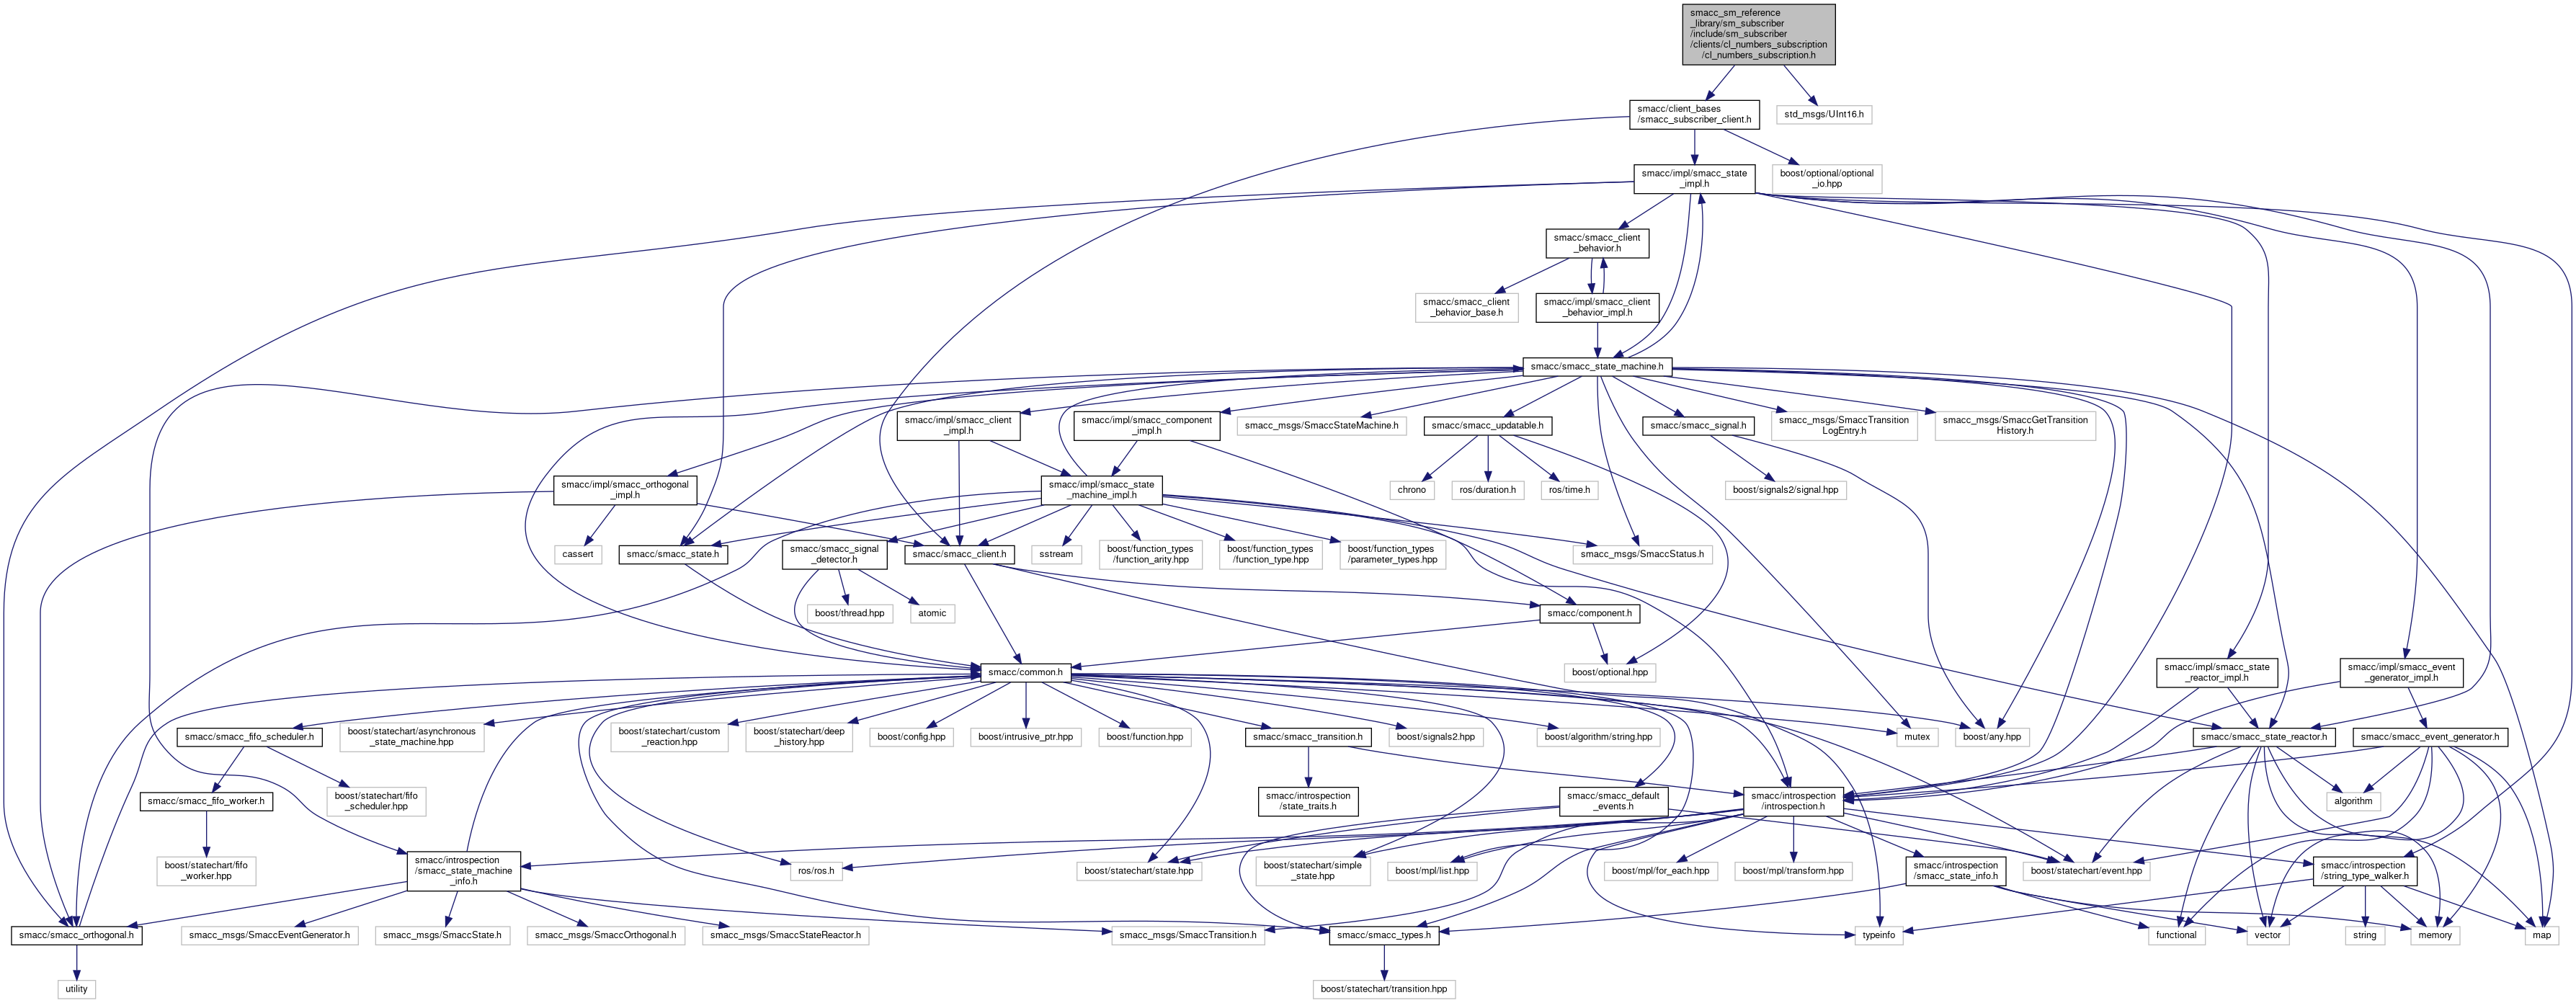 smacc_sm_reference
_library/sm_subscriber
/include/sm_subscriber
/clients/cl_numbers_subscription
/cl_numbers_subscription.h
smacc/client_bases
/smacc_subscriber_client.h
std_msgs/UInt16.h
smacc/impl/smacc_state
_impl.h
boost/optional/optional
_io.hpp
smacc/smacc_client
_behavior.h
smacc/smacc_client
_behavior_base.h
smacc/impl/smacc_client
_behavior_impl.h
smacc/smacc_state_machine.h
smacc/impl/smacc_client
_impl.h
smacc/impl/smacc_component
_impl.h
smacc_msgs/SmaccStateMachine.h
smacc/smacc_updatable.h
smacc/smacc_signal.h
smacc_msgs/SmaccTransition
LogEntry.h
smacc_msgs/SmaccGetTransition
History.h
smacc/impl/smacc_orthogonal
_impl.h
smacc/impl/smacc_state
_machine_impl.h
chrono
ros/duration.h
ros/time.h
boost/signals2/signal.hpp
cassert
smacc/smacc_state.h
smacc/smacc_signal
_detector.h
smacc/smacc_client.h
sstream
boost/function_types
/function_arity.hpp
boost/function_types
/function_type.hpp
boost/function_types
/parameter_types.hpp
smacc_msgs/SmaccStatus.h
boost/thread.hpp
atomic
smacc/component.h
smacc/common.h
boost/optional.hpp
smacc/impl/smacc_state
_reactor_impl.h
smacc/impl/smacc_event
_generator_impl.h
smacc/smacc_fifo_scheduler.h
boost/statechart/asynchronous
_state_machine.hpp
boost/statechart/custom
_reaction.hpp
boost/statechart/deep
_history.hpp
boost/config.hpp
boost/intrusive_ptr.hpp
boost/function.hpp
smacc/smacc_transition.h
boost/signals2.hpp
boost/algorithm/string.hpp
mutex
boost/any.hpp
smacc/smacc_state_reactor.h
smacc/smacc_event_generator.h
smacc/smacc_fifo_worker.h
boost/statechart/fifo
_scheduler.hpp
smacc/introspection
/state_traits.h
smacc/smacc_default
_events.h
smacc/introspection
/introspection.h
algorithm
boost/statechart/fifo
_worker.hpp
smacc/introspection
/smacc_state_machine
_info.h
ros/ros.h
boost/statechart/state.hpp
boost/statechart/simple
_state.hpp
boost/mpl/list.hpp
boost/mpl/for_each.hpp
boost/mpl/transform.hpp
smacc/introspection
/smacc_state_info.h
boost/statechart/event.hpp
smacc/introspection
/string_type_walker.h
smacc/smacc_orthogonal.h
smacc_msgs/SmaccEventGenerator.h
smacc_msgs/SmaccState.h
smacc_msgs/SmaccOrthogonal.h
smacc_msgs/SmaccStateReactor.h
smacc_msgs/SmaccTransition.h
smacc/smacc_types.h
typeinfo
functional
vector
string
memory
map
utility
boost/statechart/transition.hpp